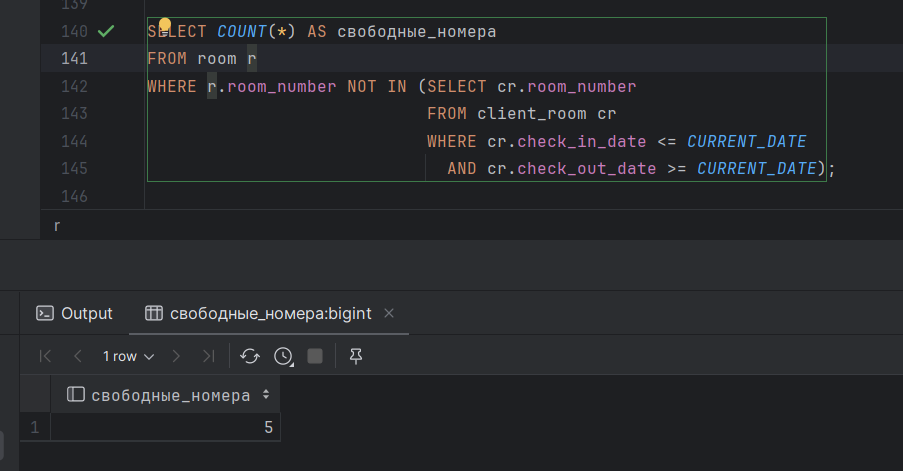 139
140 SELECT COUNT(*) AS свободные_номера
141 FROM room r
142 WHERE r.room_number NOT IN (SELECT cr.room_number
143 FROM client_room cr
144 WHERE cr.check_in_date <= CURRENT_DATE
145 AND cr.check_out_date >= CURRENT_DATE);
146
r
Output свободные_номера:bigint ×
1 row
свободные_номера
1 5